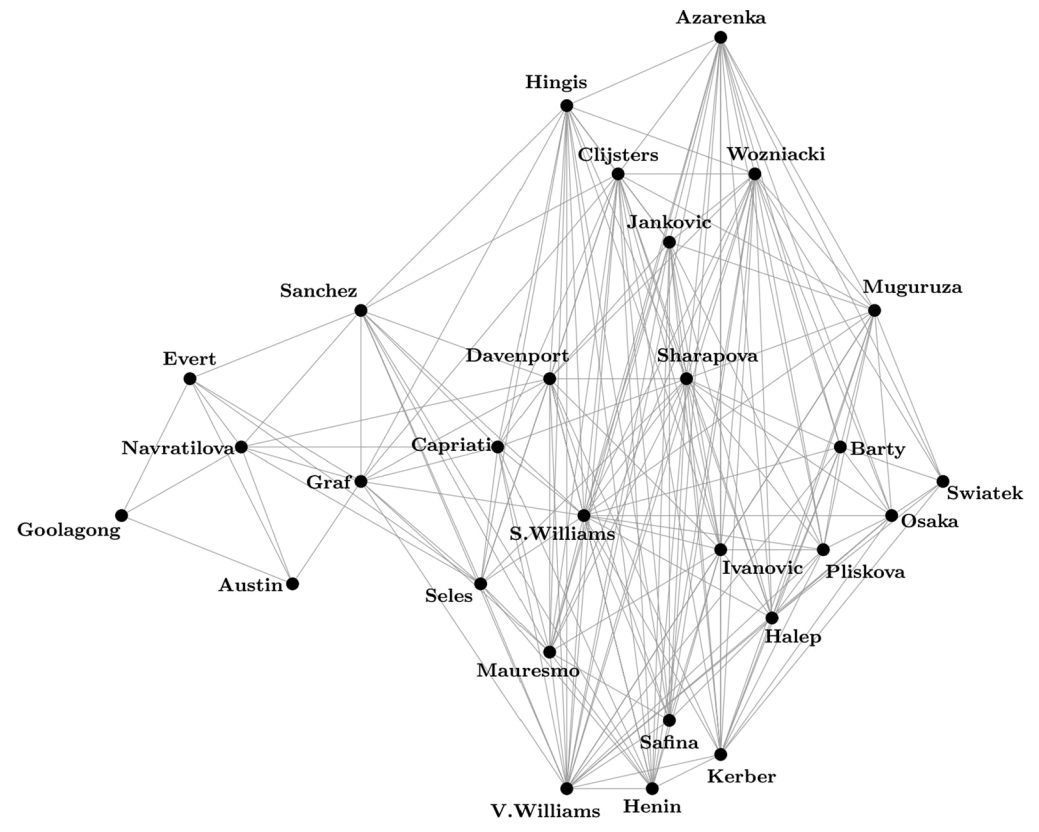 Azarenka
Hingis
Clijsters
Wozniacki
Jankovic
Sanchez
Muguruza
Evert
Davenport
Sharapova
Navratilova
Capriati
Barty
Graf
Swiatek
Goolagong
S.Williams
Osaka
Austin
Seles
Ivanovic
Pliskova
Halep
Mauresmo
Safina
Kerber
V.Williams
Henin